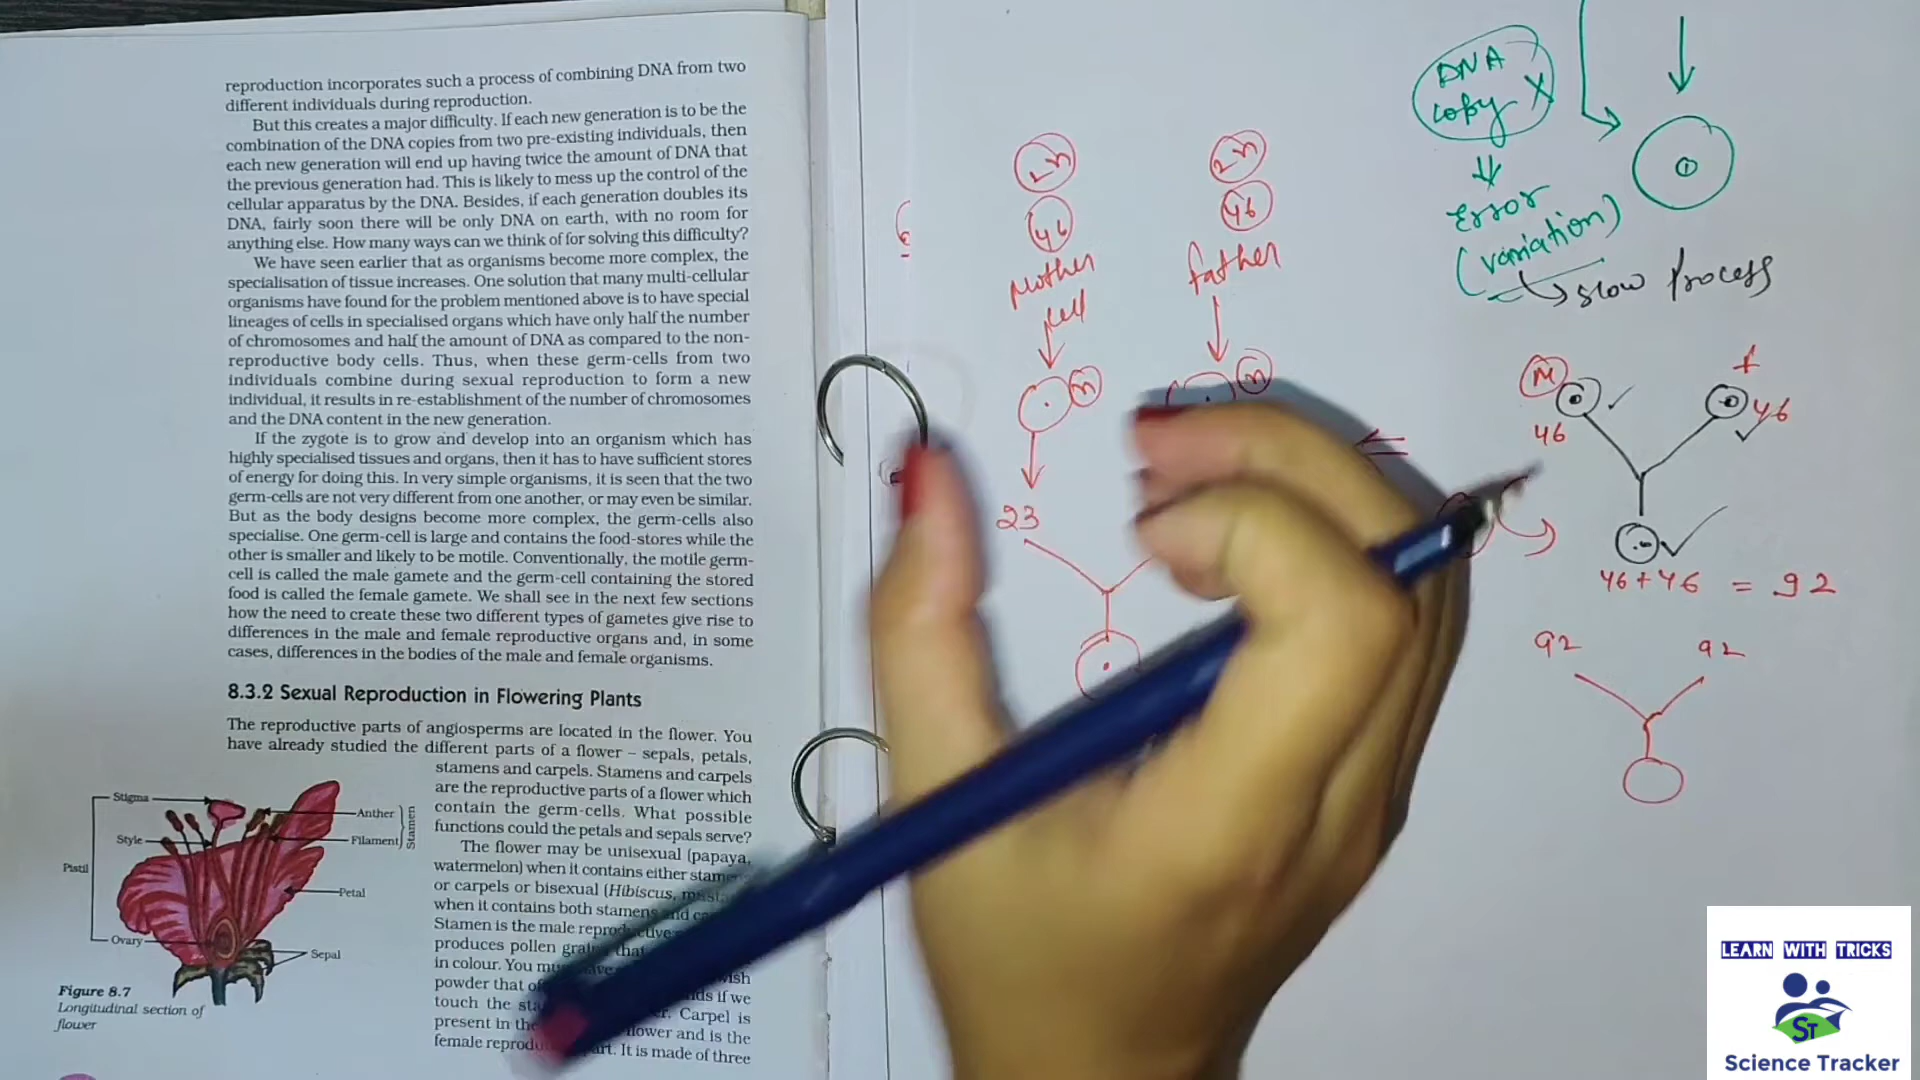 reproduction incorporates such a process of combining DNA from two
different individuals during reproduction.
But this creates a major difficulty. If each new generation is to be the
combination of the DNA copies from two pre-existing individuals, then
each new generation will end up having twice the amount of DNA that
the previous generation had. This is likely to mess up the control of the
cellular apparatus by the DNA. Besides, if each generation doubles its
DNA, fairly soon there will be only DNA on earth, with no room for
anything else. How many ways can we think of for solving this difficulty?
We have seen earlier that as organisms become more complex, the
specialisation of tissue increases. One solution that many multi-cellular
organisms have found for the problem mentioned above is to have special
lineages of cells in specialised organs which have only half the number
of chromosomes and half the amount of DNA as compared to the non-
reproductive body cells. Thus, when these germ-cells from two
individuals combine during sexual reproduction to form a new
individual, it results in re-establishment of the number of chromosomes
and the DNA content in the new generation.
If the zygote is to grow and develop into an organism which has
highly specialised tissues and organs, then it has to have sufficient stores
of energy for doing this. In very simple organisms, it is seen that the two
germ-cells are not very different from one another, or may even be similar.
But as the body designs become more complex, the germ-cells also
specialise. One germ-cell is large and contains the food-stores while the
other is smaller and likely to be motile. Conventionally, the motile germ-
cell is called the male gamete and the germ-cell containing the stored
food is called the female gamete. We shall see in the next few sections
how the need to create these two different types of gametes give rise to
differences in the male and female reproductive organs and, in some
cases, differences in the bodies of the male and female organisms.
8.3.2 Sexual Reproduction in Flowering Plants
The reproductive parts of angiosperms are located in the flower. You
have already studied the different parts of a flower – sepals, petals,
stamens and carpels. Stamens and carpels
are the reproductive parts of a flower which
contain the germ-cells. What possible
functions could the petals and sepals serve?
The flower may be unisexual (papaya,
watermelon) when it contains either
or carpels or bisexual (Hibiscus,
when it contains both stamens and
Stamen is the male
produces pollen
in colour. You
powder that if we
touch the Carpel is
present in the flower and is the
female It is made of three
Stigma
Style
Pistil
Ovary
Anther
Filament
Stamen
Petal
Sepal
Figure 8.7
Longitudinal section of
flower
2n
46
Mother
cell
n
23
2n
46
father
n
DNA
copy X
Error
(variation)
slow process
M
46
f
46
46 + 46 = 92
92 92
LEARN WITH TRICKS
ST
Science Tracker